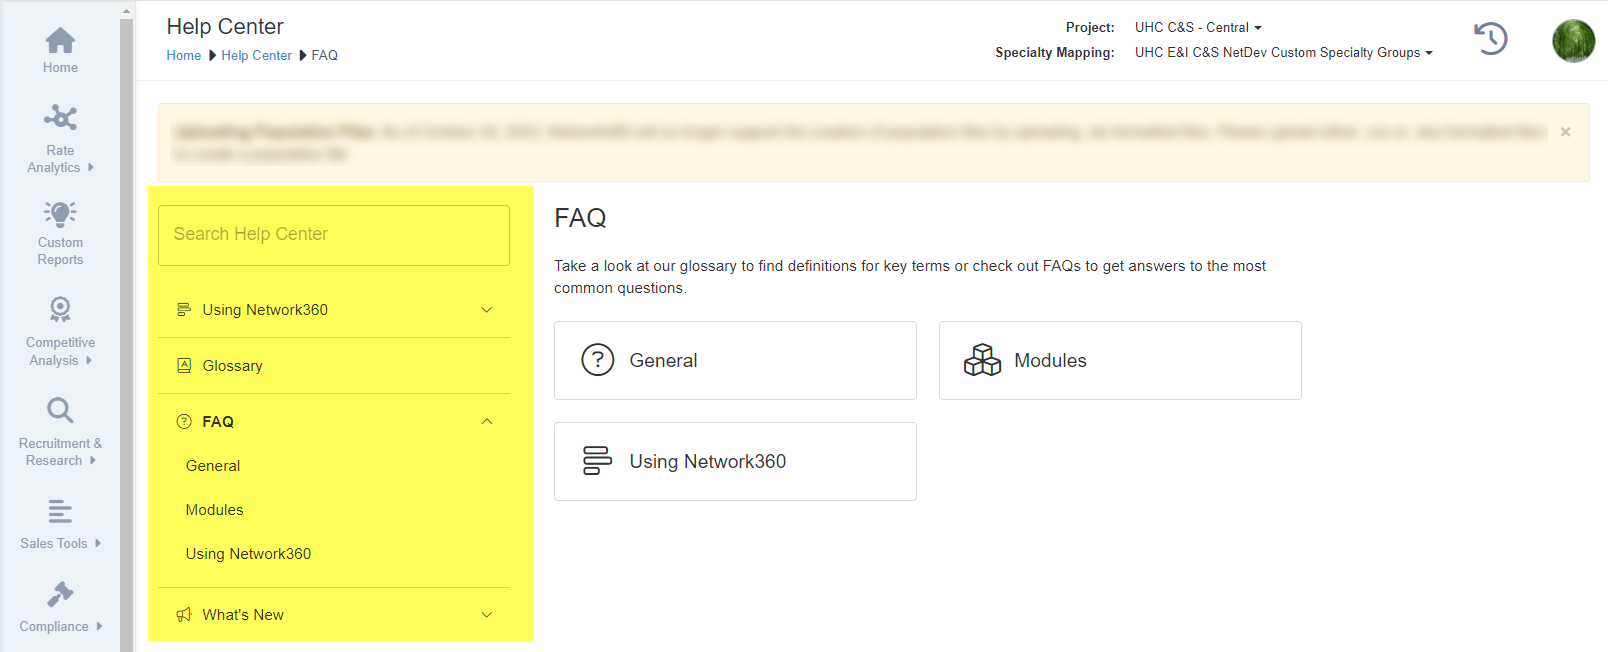 Home
Rate
Analytics
Custom
Reports
Competitive
Analysis
Recruitment &
Research
Sales Tools
Compliance
Help Center
Home Help Center FAQ
Project: UHC C&S - Central
Specialty Mapping: UHC E&I C&S NetDev Custom Specialty Groups
×
Search Help Center
Using Network360
Glossary
FAQ
General
Modules
Using Network360
What's New
FAQ
Take a look at our glossary to find definitions for key terms or check out FAQs to get answers to the most
common questions.
General
Modules
Using Network360